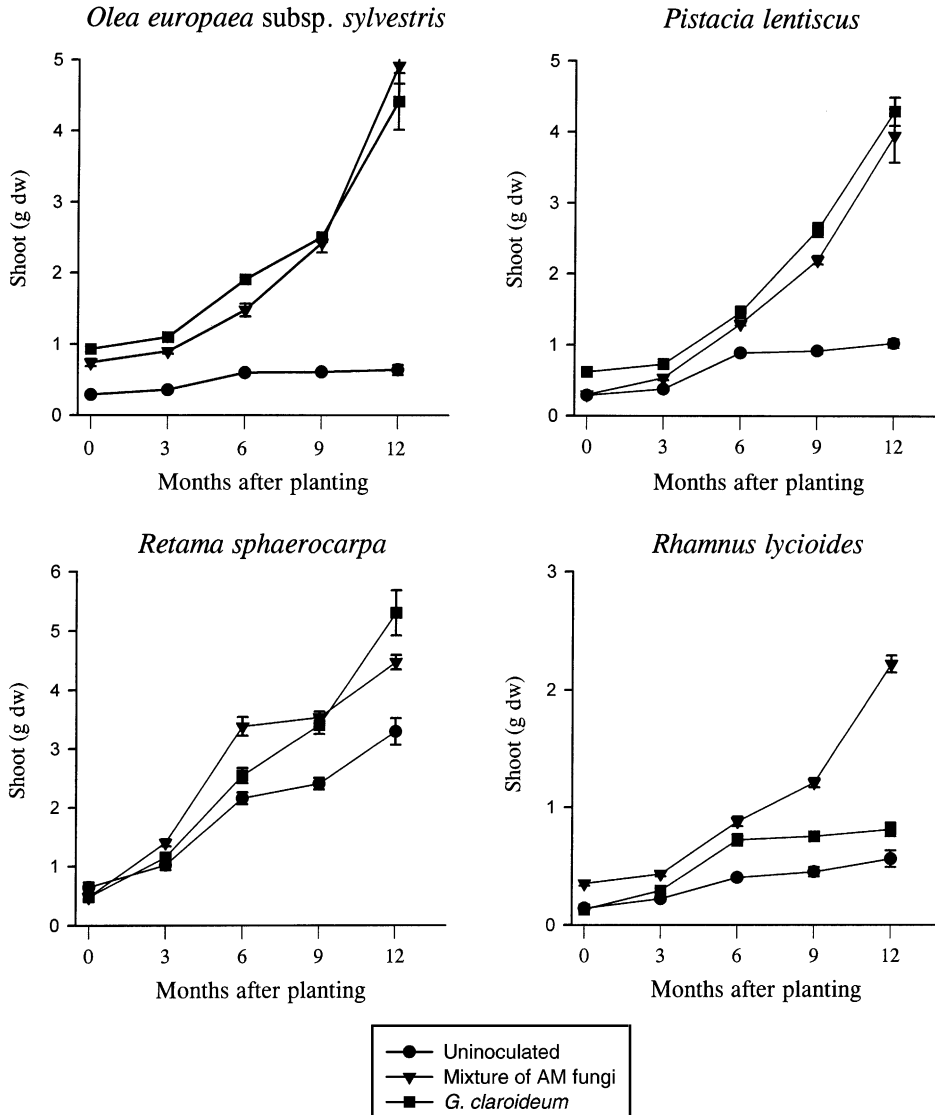 Olea europaea subsp. sylvestris
5
4
3
2
1
0
Shoot (g dw)
0 3 6 9 12
Months after planting
Pistacia lentiscus
5
4
3
2
1
0
Shoot (g dw)
0 3 6 9 12
Months after planting
Retama sphaerocarpa
6
5
4
3
2
1
0
Shoot (g dw)
0 3 6 9 12
Months after planting
Rhamnus lycioides
3
2
1
0
Shoot (g dw)
0 3 6 9 12
Months after planting
Uninoculated
Mixture of AM fungi
G. claroideum